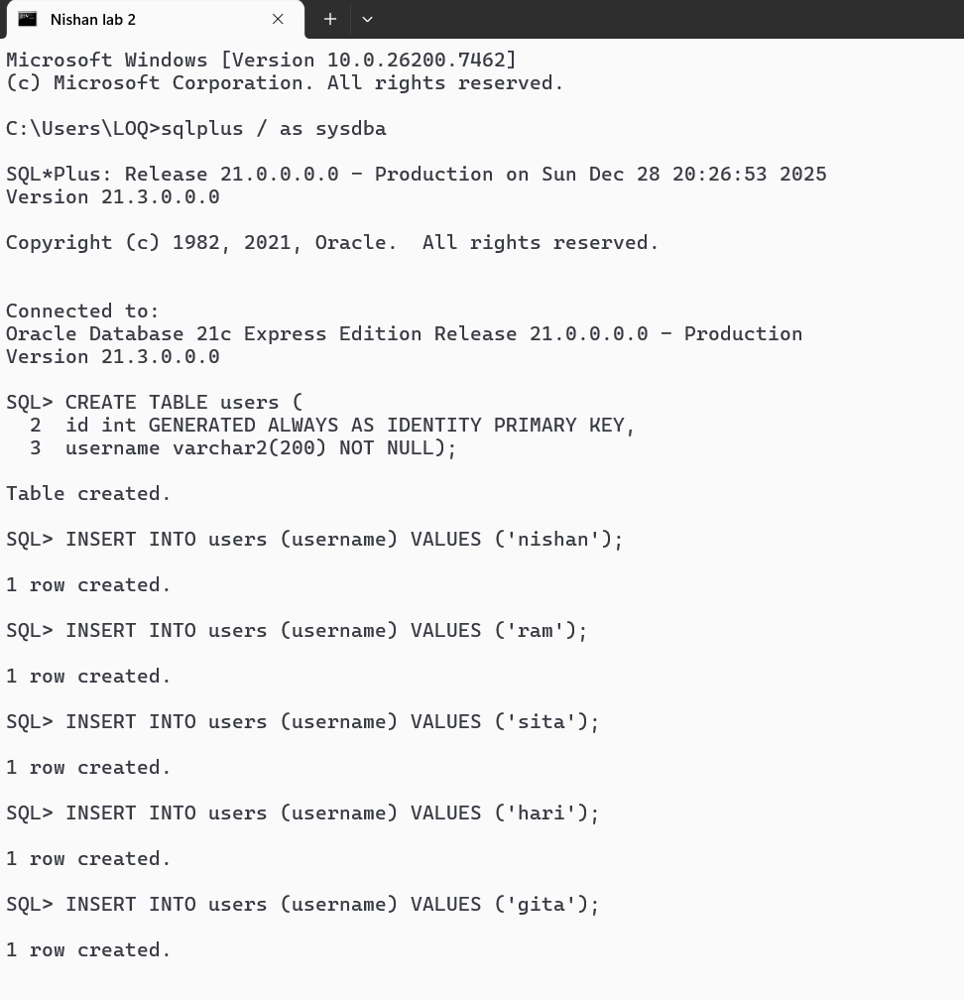 Nishan lab 2
Microsoft Windows [Version 10.0.26200.7462]
(c) Microsoft Corporation. All rights reserved.
C:\Users\LOQ>sqlplus / as sysdba
SQL*Plus: Release 21.0.0.0.0 - Production on Sun Dec 28 20:26:53 2025
Version 21.3.0.0.0
Copyright (c) 1982, 2021, Oracle.  All rights reserved.
Connected to:
Oracle Database 21c Express Edition Release 21.0.0.0.0 - Production
Version 21.3.0.0.0
SQL> CREATE TABLE users (
  2  id int GENERATED ALWAYS AS IDENTITY PRIMARY KEY,
  3  username varchar2(200) NOT NULL);
Table created.
SQL> INSERT INTO users (username) VALUES ('nishan');
1 row created.
SQL> INSERT INTO users (username) VALUES ('ram');
1 row created.
SQL> INSERT INTO users (username) VALUES ('sita');
1 row created.
SQL> INSERT INTO users (username) VALUES ('hari');
1 row created.
SQL> INSERT INTO users (username) VALUES ('gita');
1 row created.